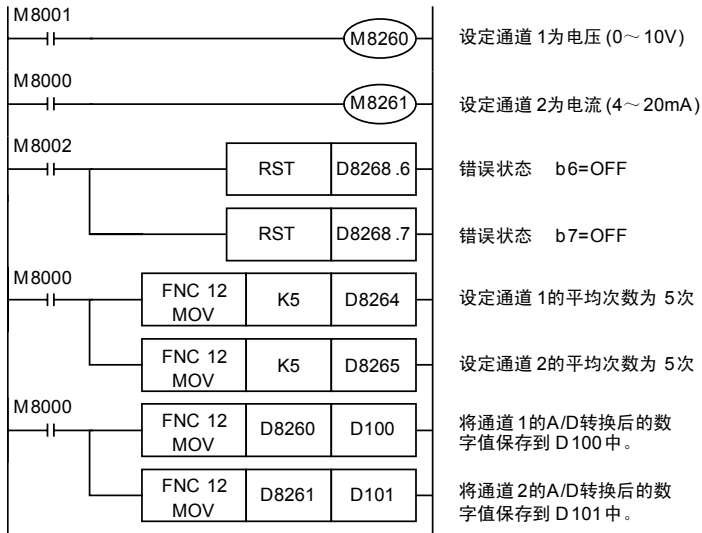 M8001
M8260
设定通道 1为电压 (0～10V)
M8000
M8261
设定通道 2为电流 (4～20mA)
M8002
RST D8268.6
错误状态 b6=OFF
RST D8268.7
错误状态 b7=OFF
M8000
FNC 12
MOV
K5 D8264
设定通道 1的平均次数为 5次
FNC 12
MOV
K5 D8265
设定通道 2的平均次数为 5次
M8000
FNC 12
MOV
D8260 D100
将通道 1的A/D转换后的数
字值保存到 D100中。
FNC 12
MOV
D8261 D101
将通道 2的A/D转换后的数
字值保存到 D101中。